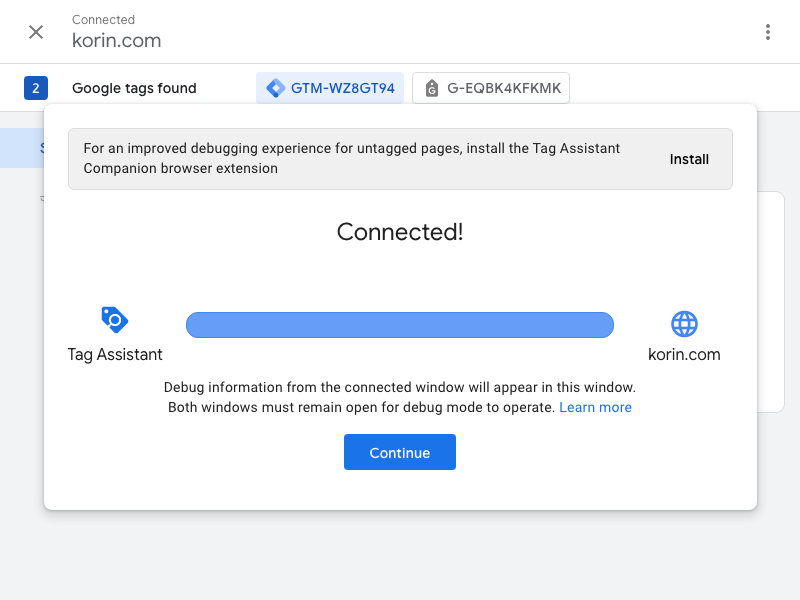 Connected
korin.com
2 Google tags found GTM-WZ8GT94 G-EQBK4KFKMK
For an improved debugging experience for untagged pages, install the Tag Assistant
Companion browser extension
Install
Connected!
Tag Assistant
korin.com
Debug information from the connected window will appear in this window.
Both windows must remain open for debug mode to operate. Learn more
Continue